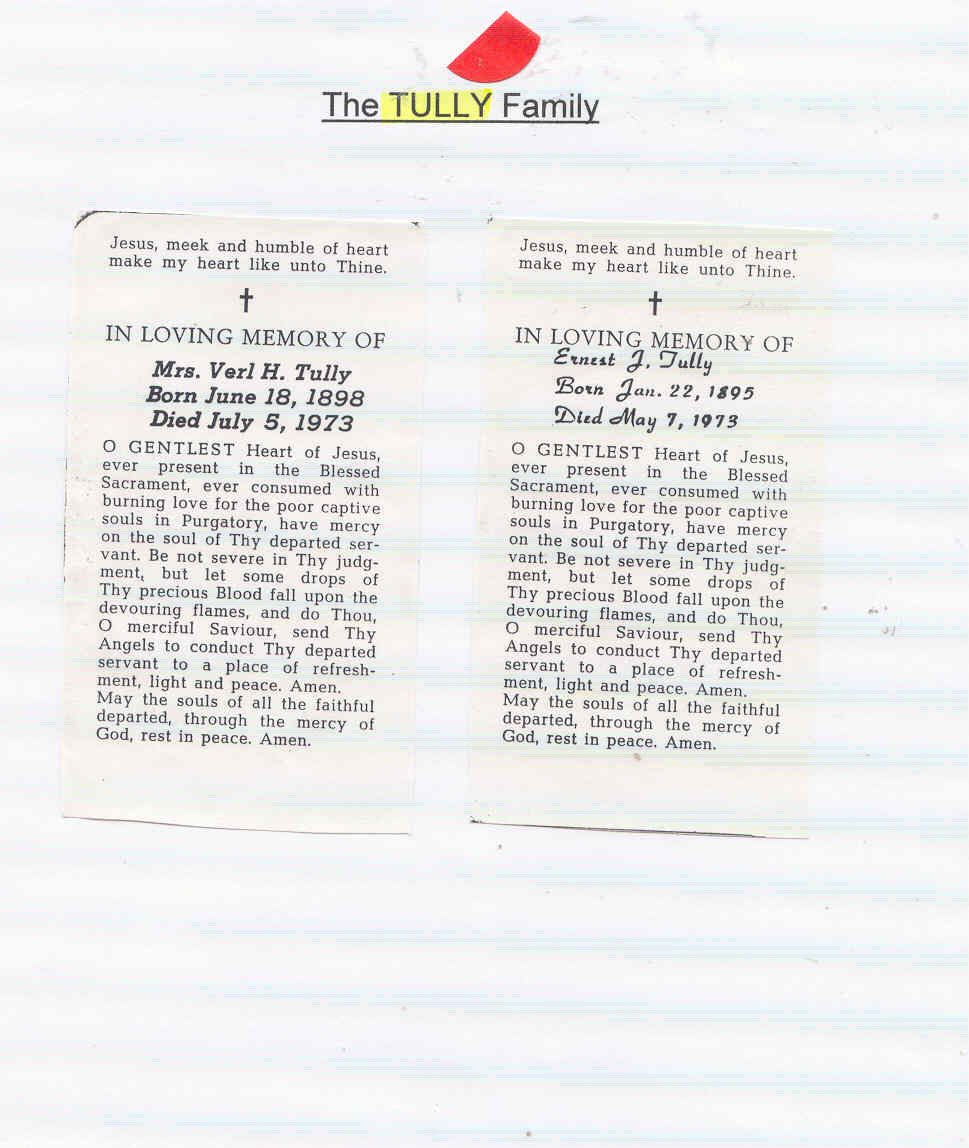 The TULLY Family
Jesus, meek and humble of heart
make my heart like unto Thine.
IN LOVING MEMORY OF
Mrs. Verl H. Tully
Born June 18, 1898
Died July 5, 1973
O GENTLEST Heart of Jesus,
ever present in the Blessed
Sacrament, ever consumed with
burning love for the poor captive
souls in Purgatory, have mercy
on the soul of Thy departed ser-
vant. Be not severe in Thy judg-
ment, but let some drops of
Thy precious Blood fall upon the
devouring flames, and do Thou,
O merciful Saviour, send Thy
Angels to conduct Thy departed
servant to a place of refresh-
ment, light and peace. Amen.
May the souls of all the faithful
departed, through the mercy of
God, rest in peace. Amen.
Jesus, meek and humble of heart
make my heart like unto Thine.
IN LOVING MEMORY OF
Ernest J. Tully
Born Jan. 22, 1895
Died May 7, 1973
O GENTLEST Heart of Jesus,
ever present in the Blessed
Sacrament, ever consumed with
burning love for the poor captive
souls in Purgatory, have mercy
on the soul of Thy departed ser-
vant. Be not severe in Thy judg-
ment, but let some drops of
Thy precious Blood fall upon the
devouring flames, and do Thou,
O merciful Saviour, send Thy
Angels to conduct Thy departed
servant to a place of refresh-
ment, light and peace. Amen.
May the souls of all the faithful
departed, through the mercy of
God, rest in peace. Amen.